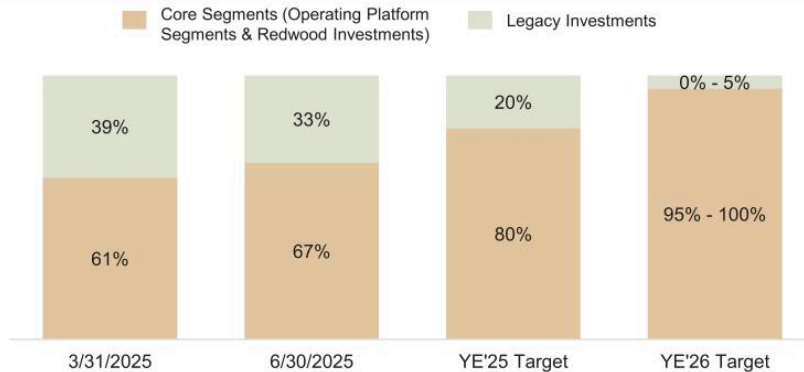 Core Segments (Operating Platform
Segments & Redwood Investments)
Legacy Investments
39%
33%
20%
0% - 5%
61%
67%
80%
95% - 100%
3/31/2025
6/30/2025
YE'25 Target
YE'26 Target